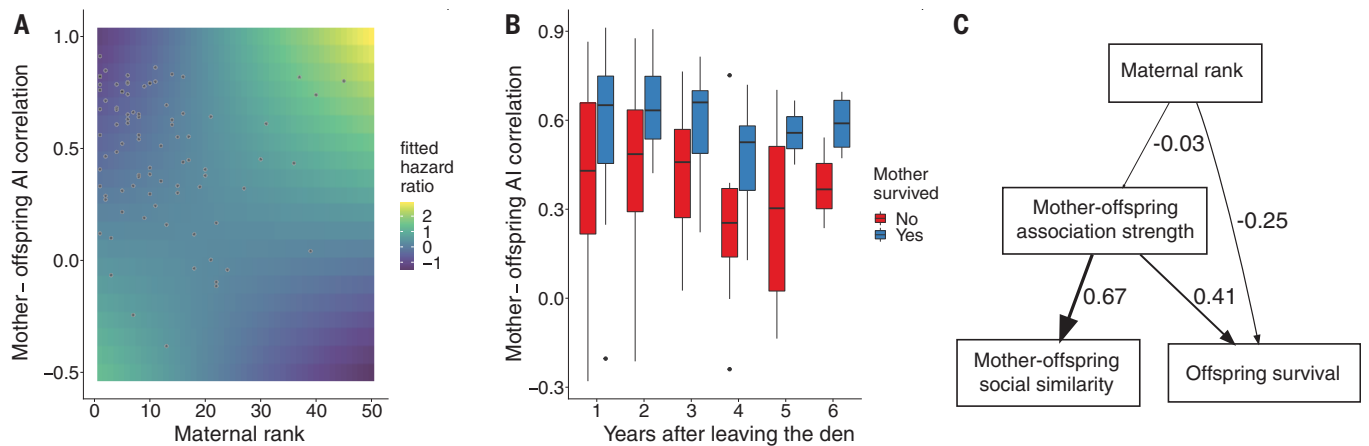 A
Mother – offspring AI correlation
1.0
0.5
0.0
−0.5
0
10
20
30
40
50
Maternal rank
fitted
hazard
ratio
2
1
0
−1
B
Mother – offspring AI correlation
0.9
0.6
0.3
0.0
−0.3
1
2
3
4
5
6
Years after leaving the den
Mother
survived
No
Yes
C
Maternal rank
-0.03
-0.25
Mother-offspring
association strength
0.67
0.41
Mother-offspring
social similarity
Offspring survival